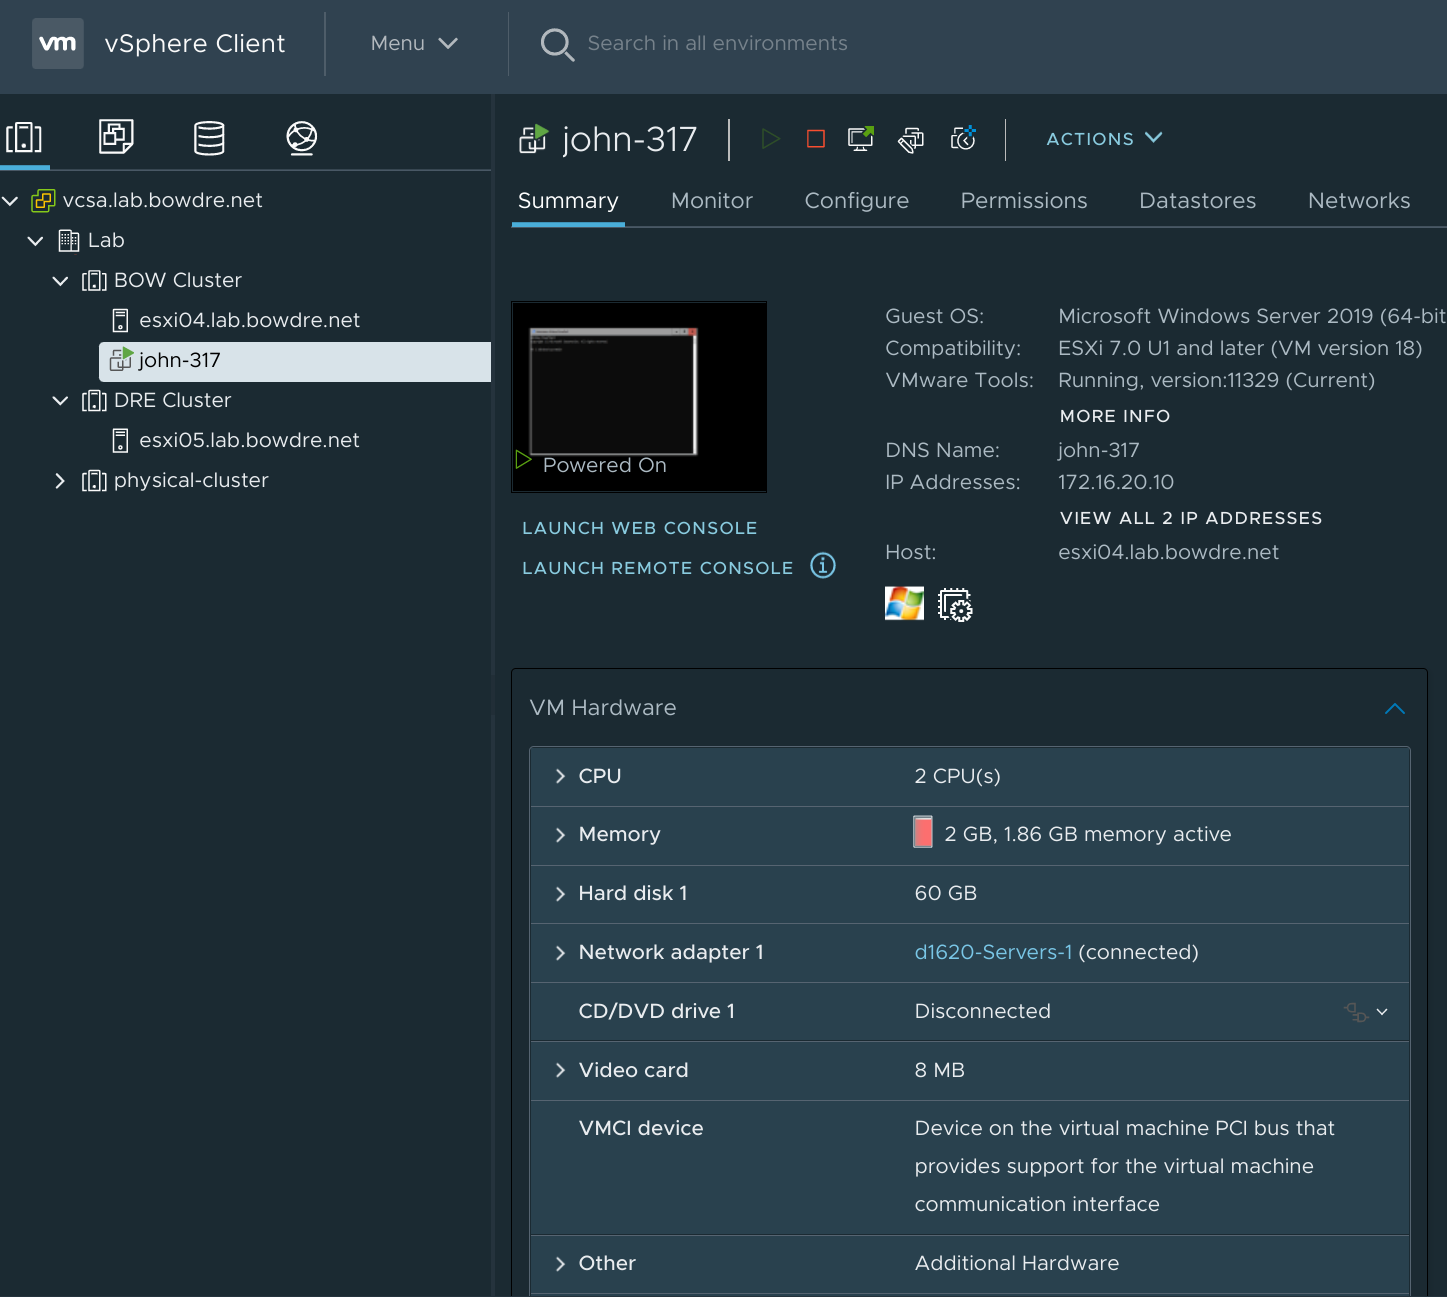 vm vSphere Client Menu Search in all environments
vcsa.lab.bowdre.net
Lab
BOW Cluster
esxi04.lab.bowdre.net
john-317
DRE Cluster
esxi05.lab.bowdre.net
physical-cluster
john-317 ACTIONS
Summary Monitor Configure Permissions Datastores Networks
Powered On
LAUNCH WEB CONSOLE
LAUNCH REMOTE CONSOLE
Guest OS: Microsoft Windows Server 2019 (64-bit
Compatibility: ESXi 7.0 U1 and later (VM version 18)
VMware Tools: Running, version:11329 (Current)
MORE INFO
DNS Name: john-317
IP Addresses: 172.16.20.10
VIEW ALL 2 IP ADDRESSES
Host: esxi04.lab.bowdre.net
VM Hardware
CPU 2 CPU(s)
Memory 2 GB, 1.86 GB memory active
Hard disk 1 60 GB
Network adapter 1 d1620-Servers-1 (connected)
CD/DVD drive 1 Disconnected
Video card 8 MB
VMCI device Device on the virtual machine PCI bus that
provides support for the virtual machine
communication interface
Other Additional Hardware